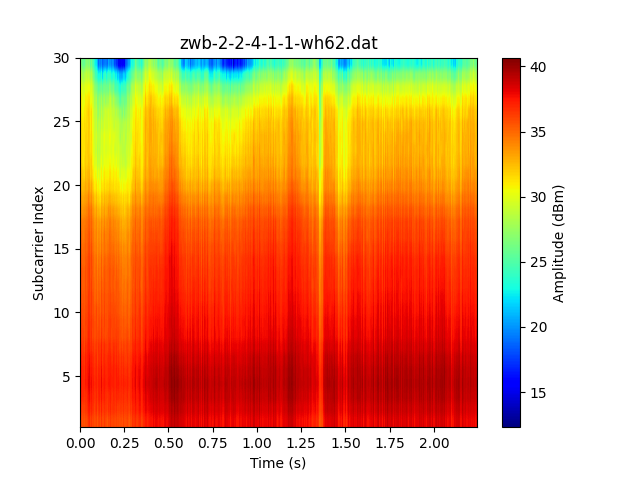 zwb-2-2-4-1-1-wh62.dat
30
25
20
15
10
5
Subcarrier Index
0.00 0.25 0.50 0.75 1.00 1.25 1.50 1.75 2.00
Time (s)
40
35
30
25
20
15
Amplitude (dBm)